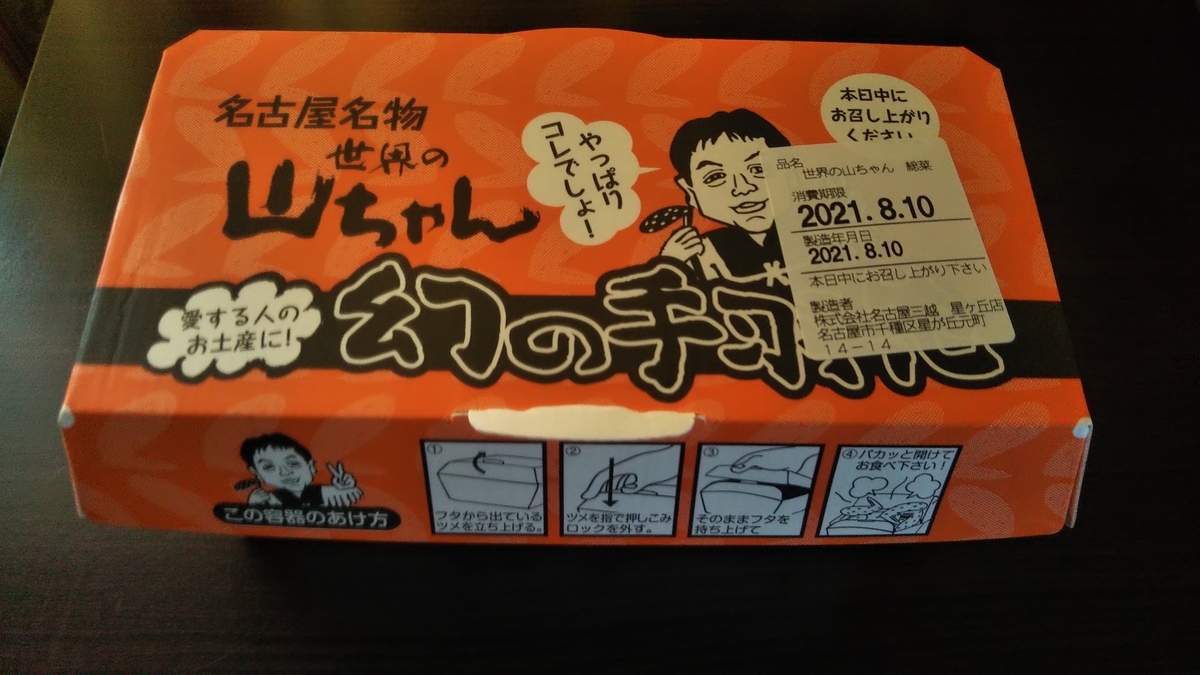 名古屋名物
世界の
山ちゃん
やっぱり
コレでしょ!
本日中に
お召し上がり
ください
品名
世界の山ちゃん 総菜
消費期限
2021.8.10
製造年月日
2021.8.10
本日中にお召し上がり下さい
製造者
株式会社名古屋三越 星ヶ丘店
名古屋市千種区星が丘元町
14-14
愛する人の
お土産に!
幻の手羽先
この容器のあけ方
①
フタから出ている
ツメを立ち上げる。
②
ツメを指で押しこみ
ロックを外す。
③
そのままフタを
持ち上げて
④パカッと開けて
お食べ下さい!